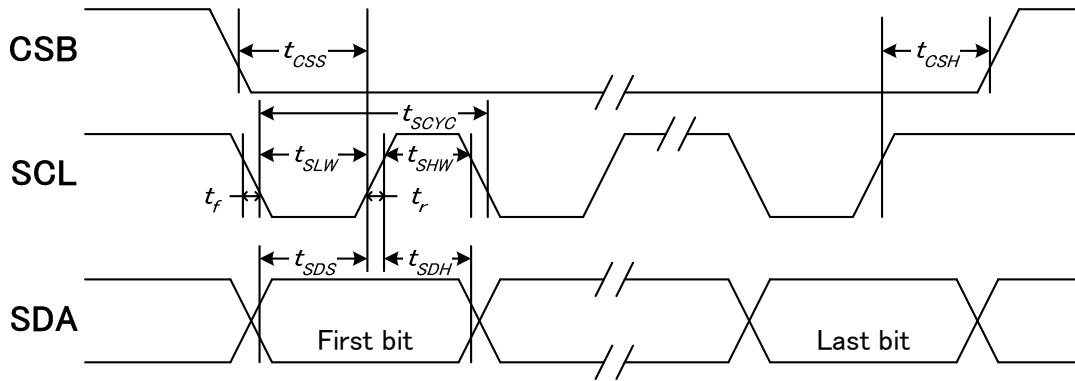 CSB
tCSS
tCSH
tSCYC
SCL
tSLW
tSHW
tf
tr
tSDS
tSDH
SDA
First bit
Last bit